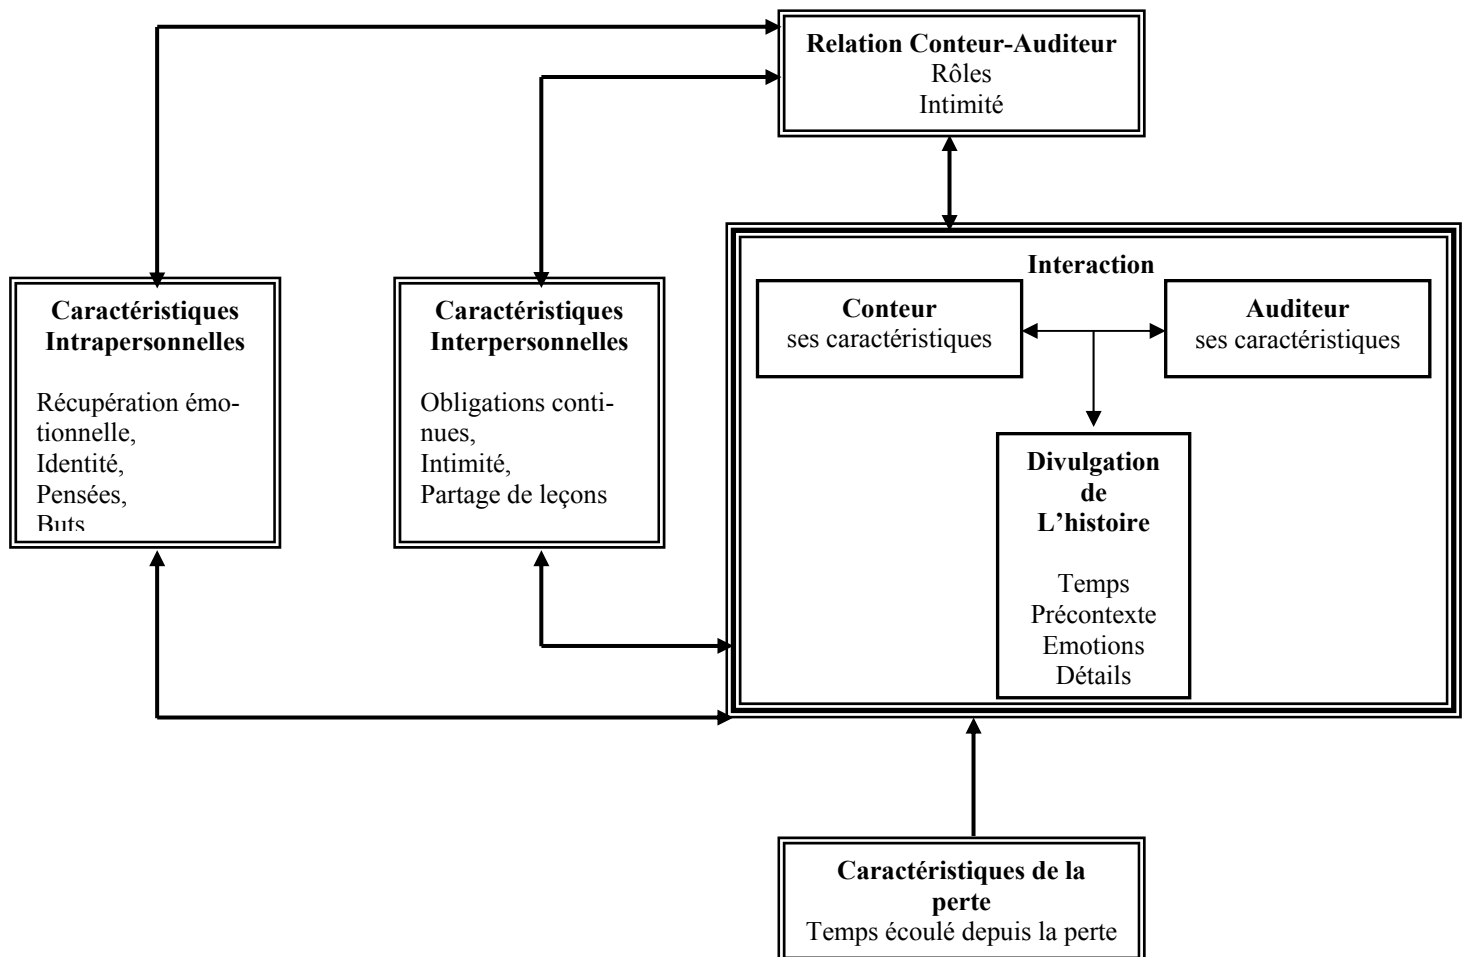 Relation Conteur-Auditeur
Rôles
Intimité
Caractéristiques
Intrapersonnelles
Récupération émo-
tionnelle,
Identité,
Pensées,
Buts
Caractéristiques
Interpersonnelles
Obligations conti-
nues,
Intimité,
Partage de leçons
Interaction
Conteur
ses caractéristiques
Auditeur
ses caractéristiques
Divulgation
de
L’histoire
Temps
Précontexte
Emotions
Détails
Caractéristiques de la
perte
Temps écoulé depuis la perte